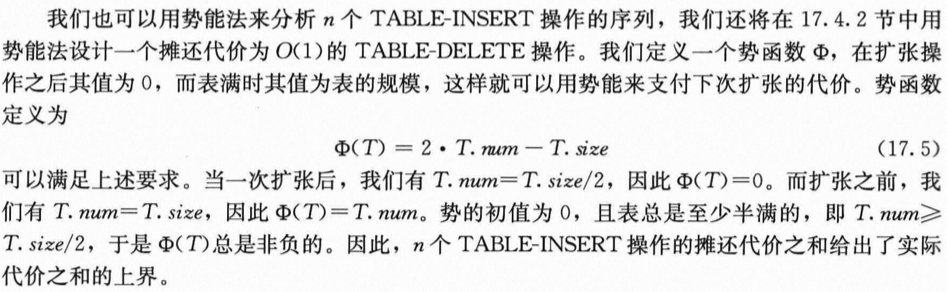 我们也可以用势能法来分析 n 个 TABLE-INSERT 操作的序列，我们还将在 17.4.2 节中用
势能法设计一个摊还代价为 O(1)的 TABLE-DELETE 操作。我们定义一个势函数 Φ，在扩张操
作之后其值为 0，而表满时其值为表的规模，这样就可以用势能来支付下次扩张的代价。势函数
定义为
Φ(T) = 2 · T.num − T.size (17.5)
可以满足上述要求。当一次扩张后，我们有 T.num=T.size/2，因此 Φ(T)=0。而扩张之前，我
们有 T.num=T.size，因此 Φ(T)=T.num。势的初值为 0，且表总是至少半满的，即 T.num≥
T.size/2，于是 Φ(T)总是非负的。因此，n 个 TABLE-INSERT 操作的摊还代价之和给出了实际
代价之和的上界。